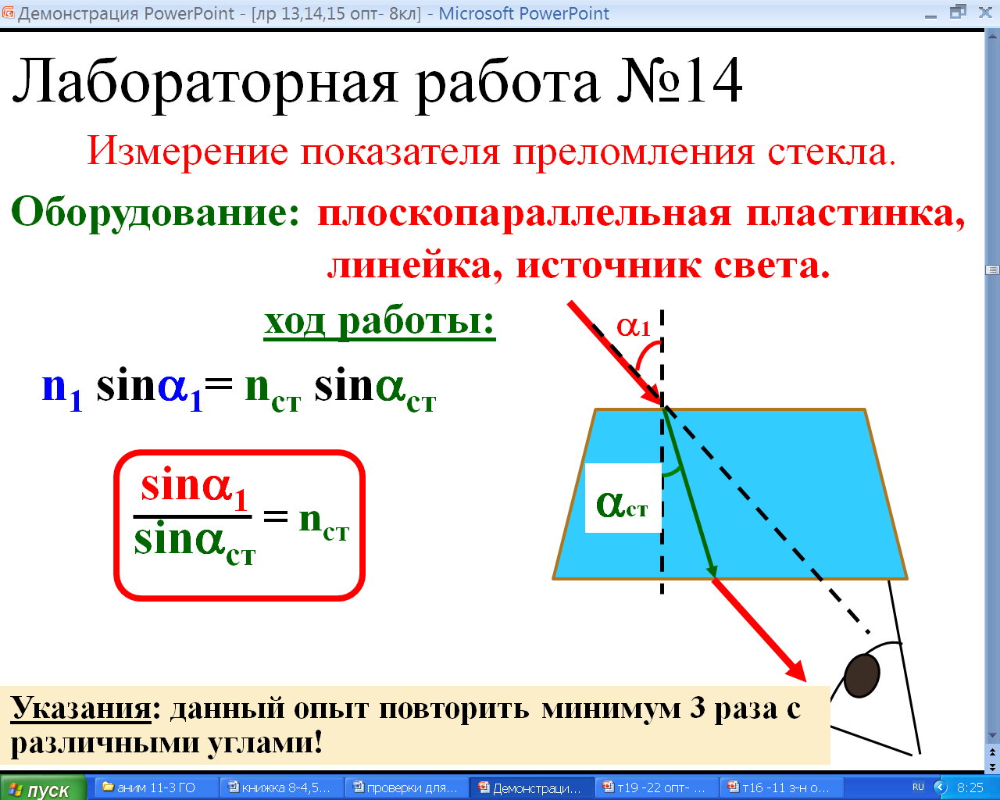 Демонстрация PowerPoint - [лр 13,14,15 опт- 8кл] - Microsoft PowerPoint
Лабораторная работа №14
Измерение показателя преломления стекла.
Оборудование: плоскопараллельная пластинка,
линейка, источник света.
ход работы:
α1
n1 sinα1= nст sinαст
sinα1
= nст
sinαст
αст
Указания: данный опыт повторить минимум 3 раза с
различными углами!
пуск
аним 11-3 ГО
книжка 8-4,5...
проверки для...
Демонстраци...
т19 -22 опт- ...
т16 -11 з-н о...
RU
8:25